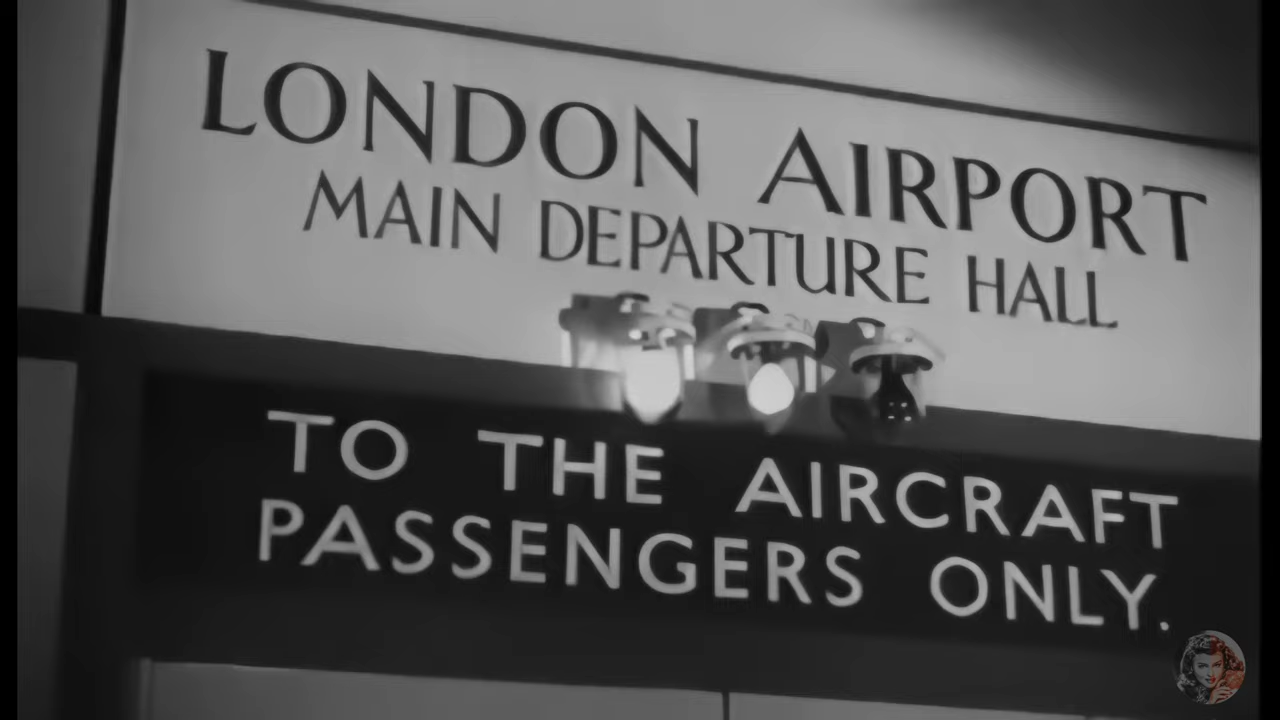 LONDON AIRPORT
MAIN DEPARTURE HALL
TO THE AIRCRAFT
PASSENGERS ONLY.